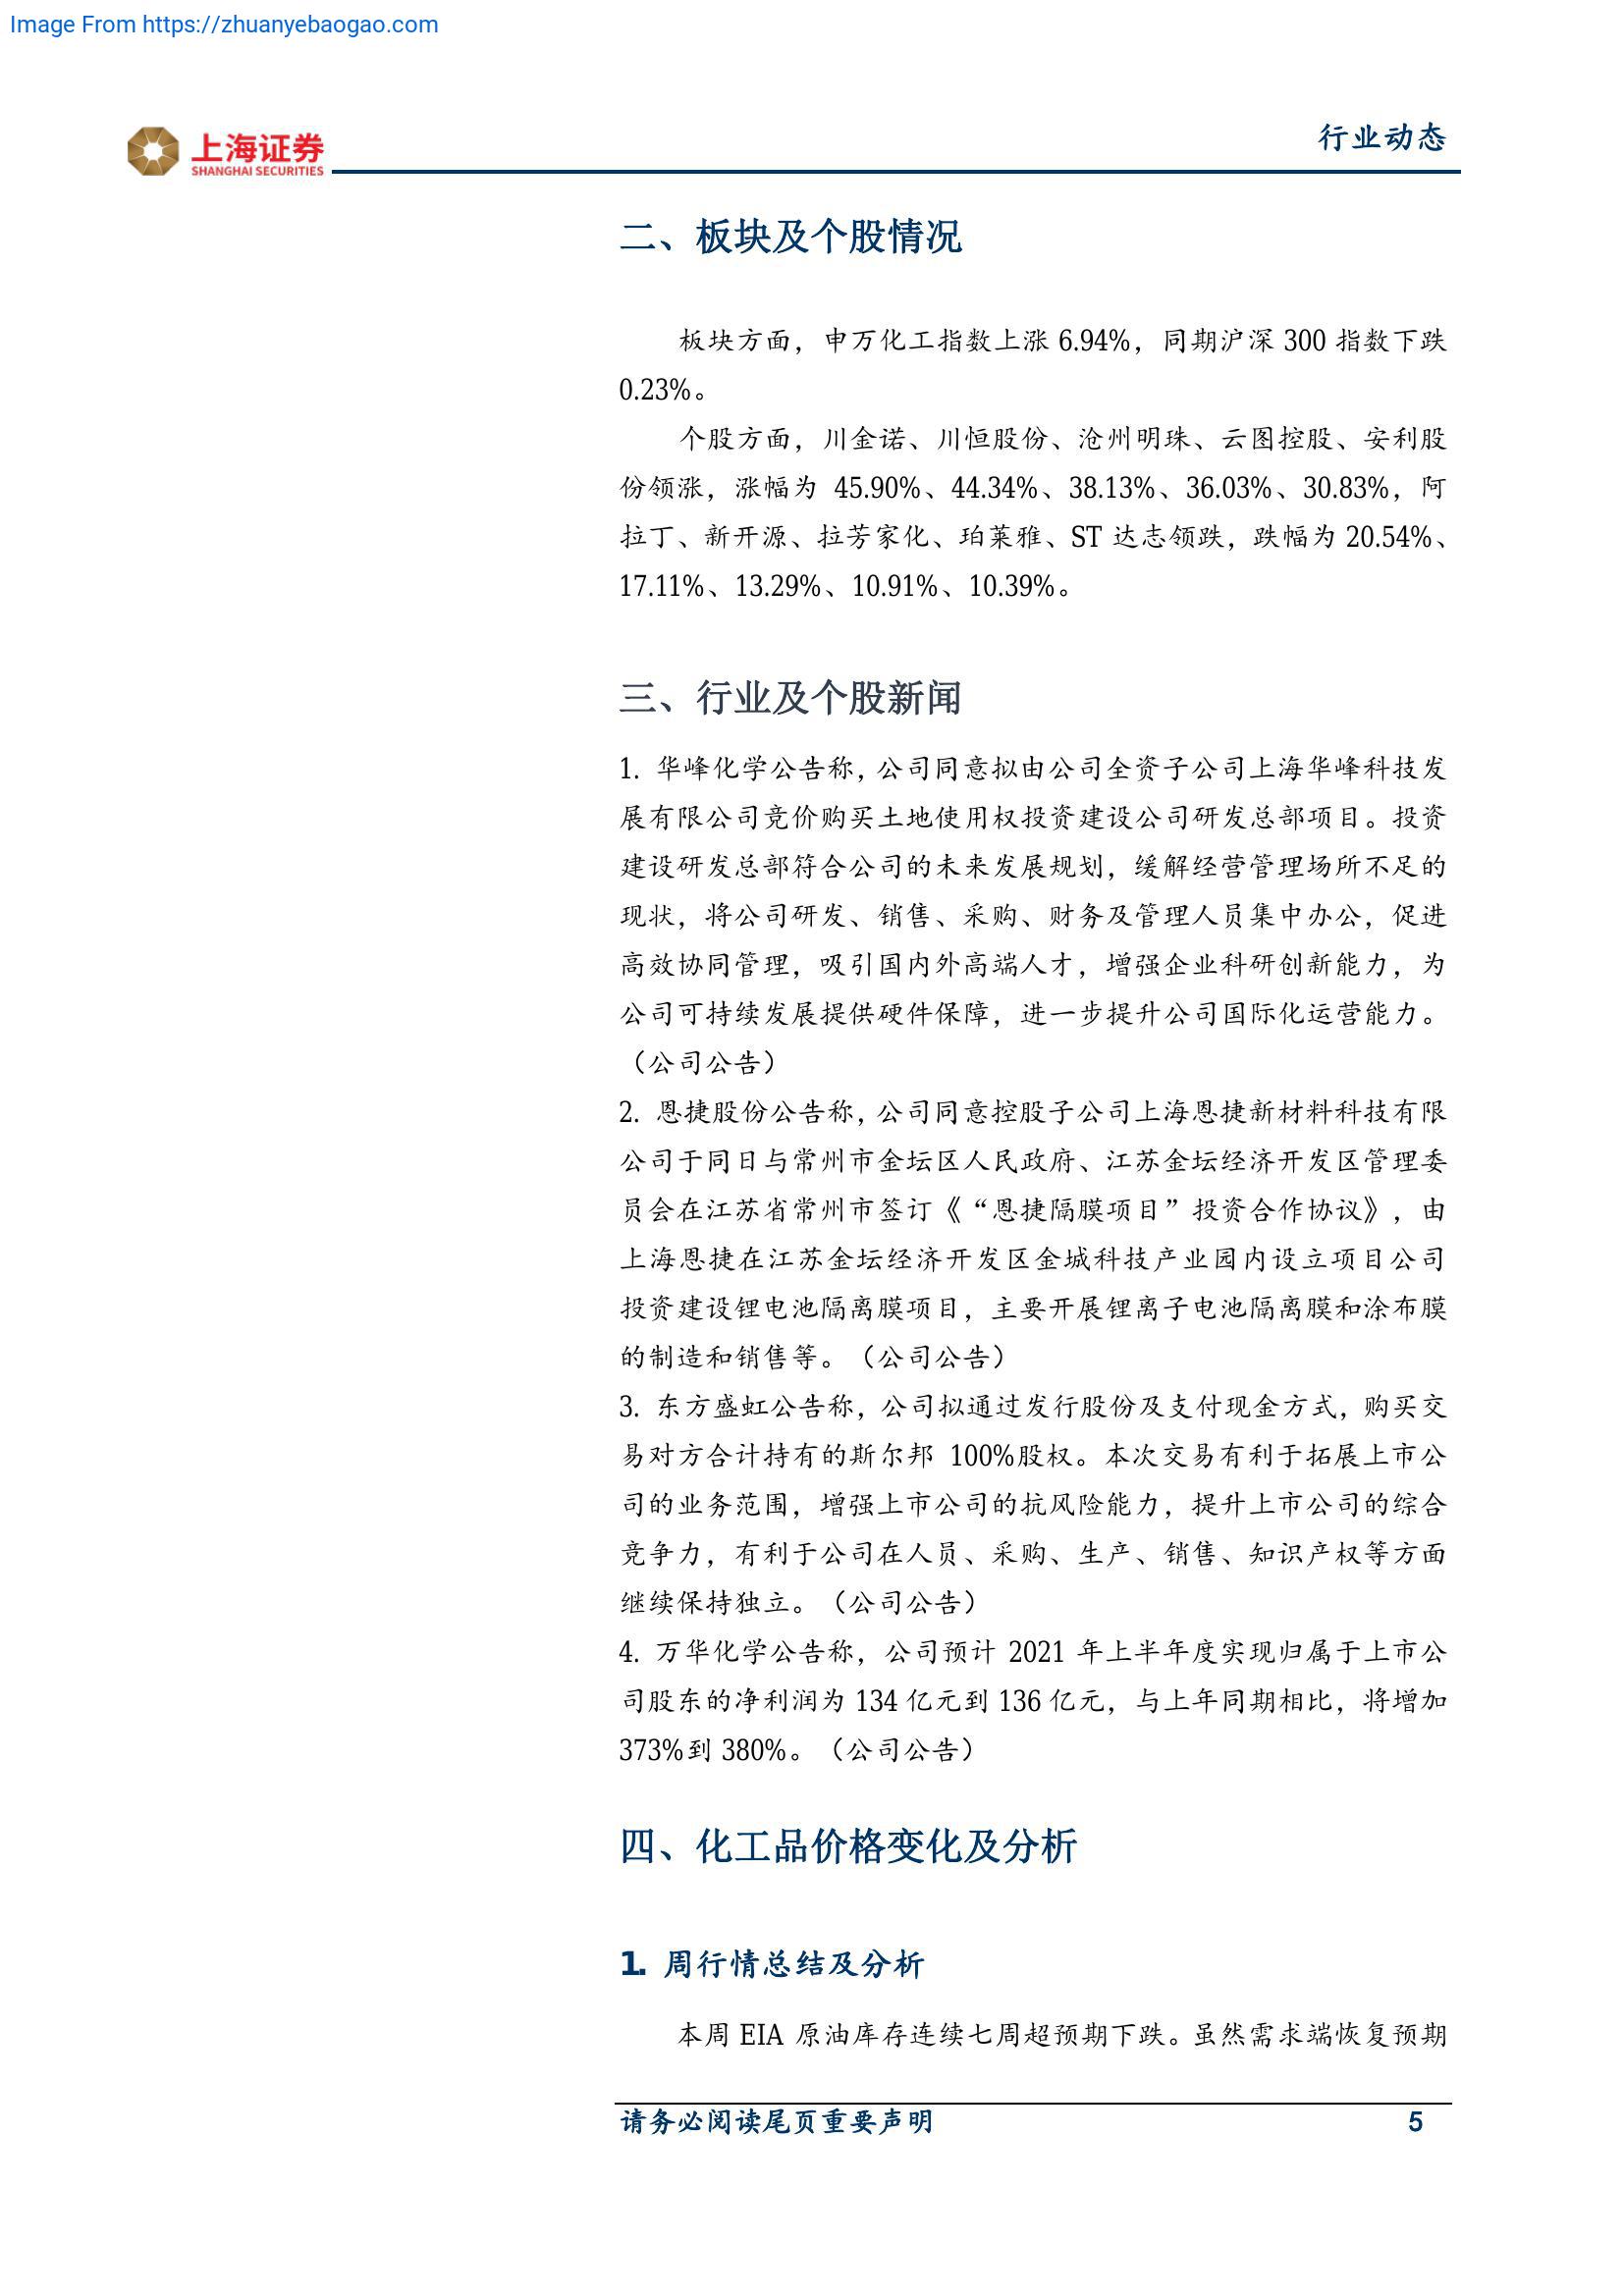 Image From https://zhuanyebaogao.com
上海证券
SHANGHAI SECURITIES
行业动态
二、板块及个股情况
板块方面，申万化工指数上涨 6.94%，同期沪深 300 指数下跌
0.23%。
个股方面，川金诺、川恒股份、沧州明珠、云图控股、安利股
份领涨，涨幅为 45.90%、44.34%、38.13%、36.03%、30.83%，阿
拉丁、新开源、拉芳家化、珀莱雅、ST 达志领跌，跌幅为 20.54%、
17.11%、13.29%、10.91%、10.39%。
三、行业及个股新闻
1. 华峰化学公告称，公司同意拟由公司全资子公司上海华峰科技发
展有限公司竞价购买土地使用权投资建设公司研发总部项目。投资
建设研发总部符合公司的未来发展规划，缓解经营管理场所不足的
现状，将公司研发、销售、采购、财务及管理人员集中办公，促进
高效协同管理，吸引国内外高端人才，增强企业科研创新能力，为
公司可持续发展提供硬件保障，进一步提升公司国际化运营能力。
（公司公告）
2. 恩捷股份公告称，公司同意控股子公司上海恩捷新材料科技有限
公司于同日与常州市金坛区人民政府、江苏金坛经济开发区管理委
员会在江苏省常州市签订《“恩捷隔膜项目”投资合作协议》，由
上海恩捷在江苏金坛经济开发区金城科技产业园内设立项目公司
投资建设锂电池隔离膜项目，主要开展锂离子电池隔离膜和涂布膜
的制造和销售等。（公司公告）
3. 东方盛虹公告称，公司拟通过发行股份及支付现金方式，购买交
易对方合计持有的斯尔邦 100%股权。本次交易有利于拓展上市公
司的业务范围，增强上市公司的抗风险能力，提升上市公司的综合
竞争力，有利于公司在人员、采购、生产、销售、知识产权等方面
继续保持独立。（公司公告）
4. 万华化学公告称，公司预计 2021 年上半年度实现归属于上市公
司股东的净利润为 134 亿元到 136 亿元，与上年同期相比，将增加
373%到 380%。（公司公告）
四、化工品价格变化及分析
1. 周行情总结及分析
本周 EIA 原油库存连续七周超预期下跌。虽然需求端恢复预期
请务必阅读尾页重要声明 5